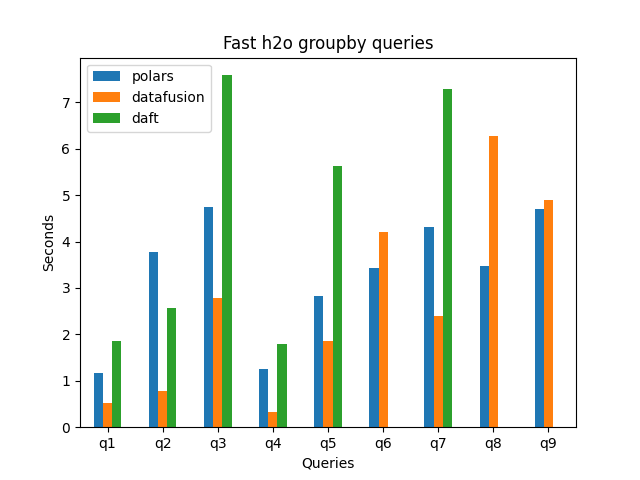 Fast h2o groupby queries
polars
datafusion
daft
Seconds
7
6
5
4
3
2
1
0
q1 q2 q3 q4 q5 q6 q7 q8 q9
Queries